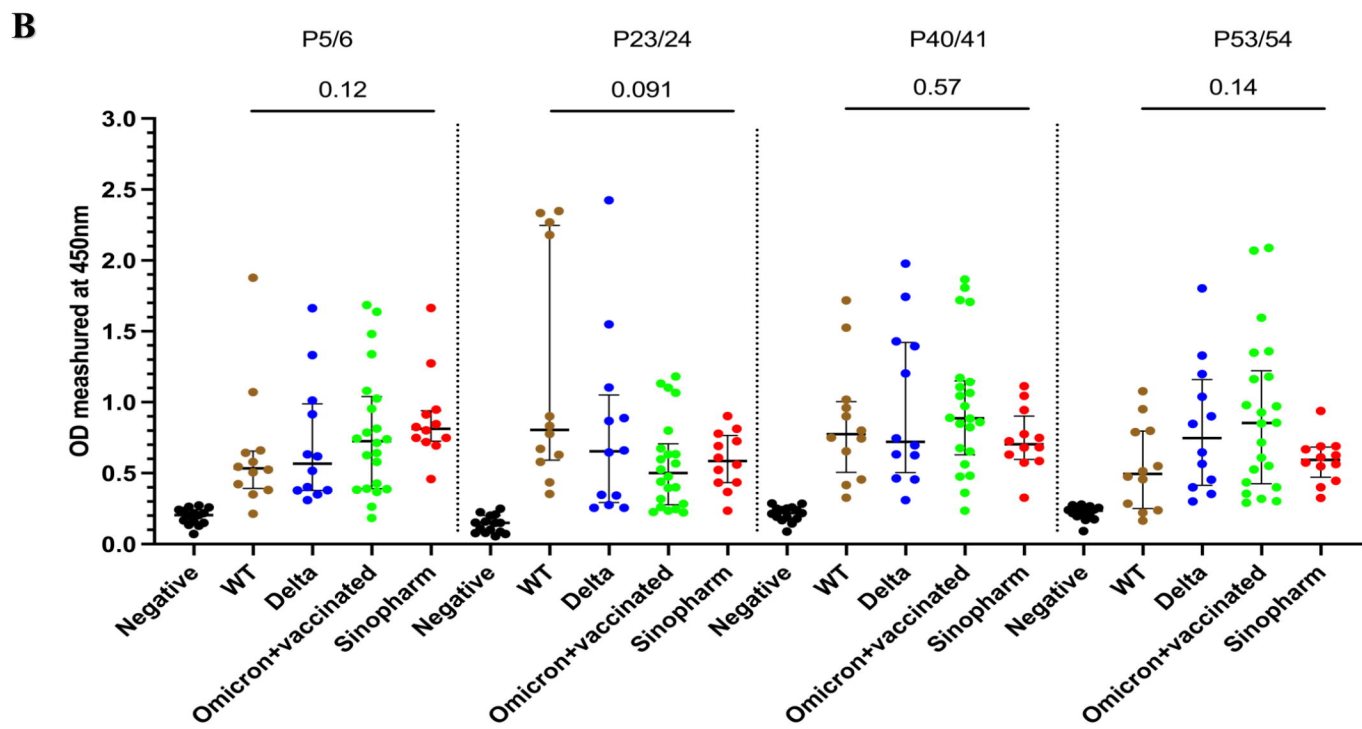 B
P5/6 P23/24 P40/41 P53/54
0.12 0.091 0.57 0.14
OD meashured at 450nm
3.0
2.5
2.0
1.5
1.0
0.5
0.0
Negative WT Delta Omicron+vaccinated Sinopharm Negative WT Delta Omicron+vaccinated Sinopharm Negative WT Delta Omicron+vaccinated Sinopharm Negative WT Delta Omicron+vaccinated Sinopharm